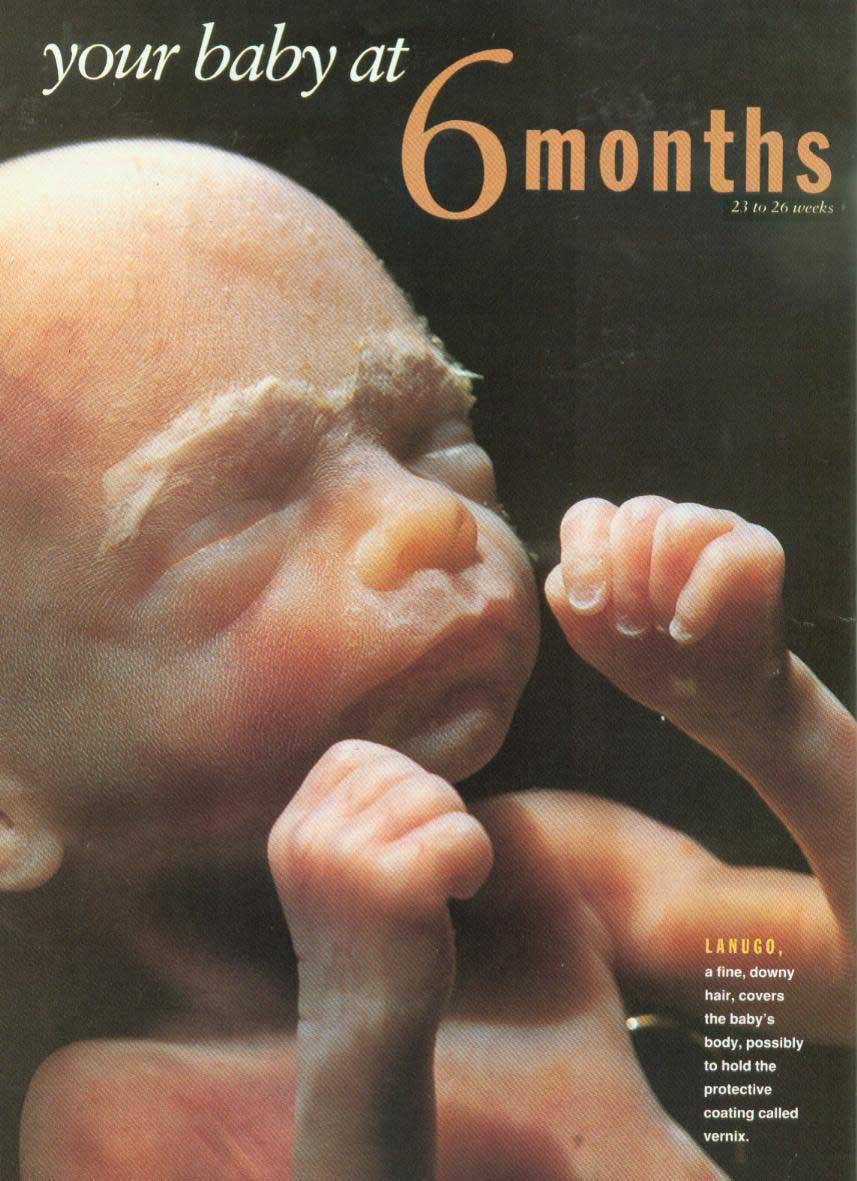 your baby at
6 months
23 to 26 weeks
LANUGO,
a fine, downy
hair, covers
the baby's
body, possibly
to hold the
protective
coating called
vernix.